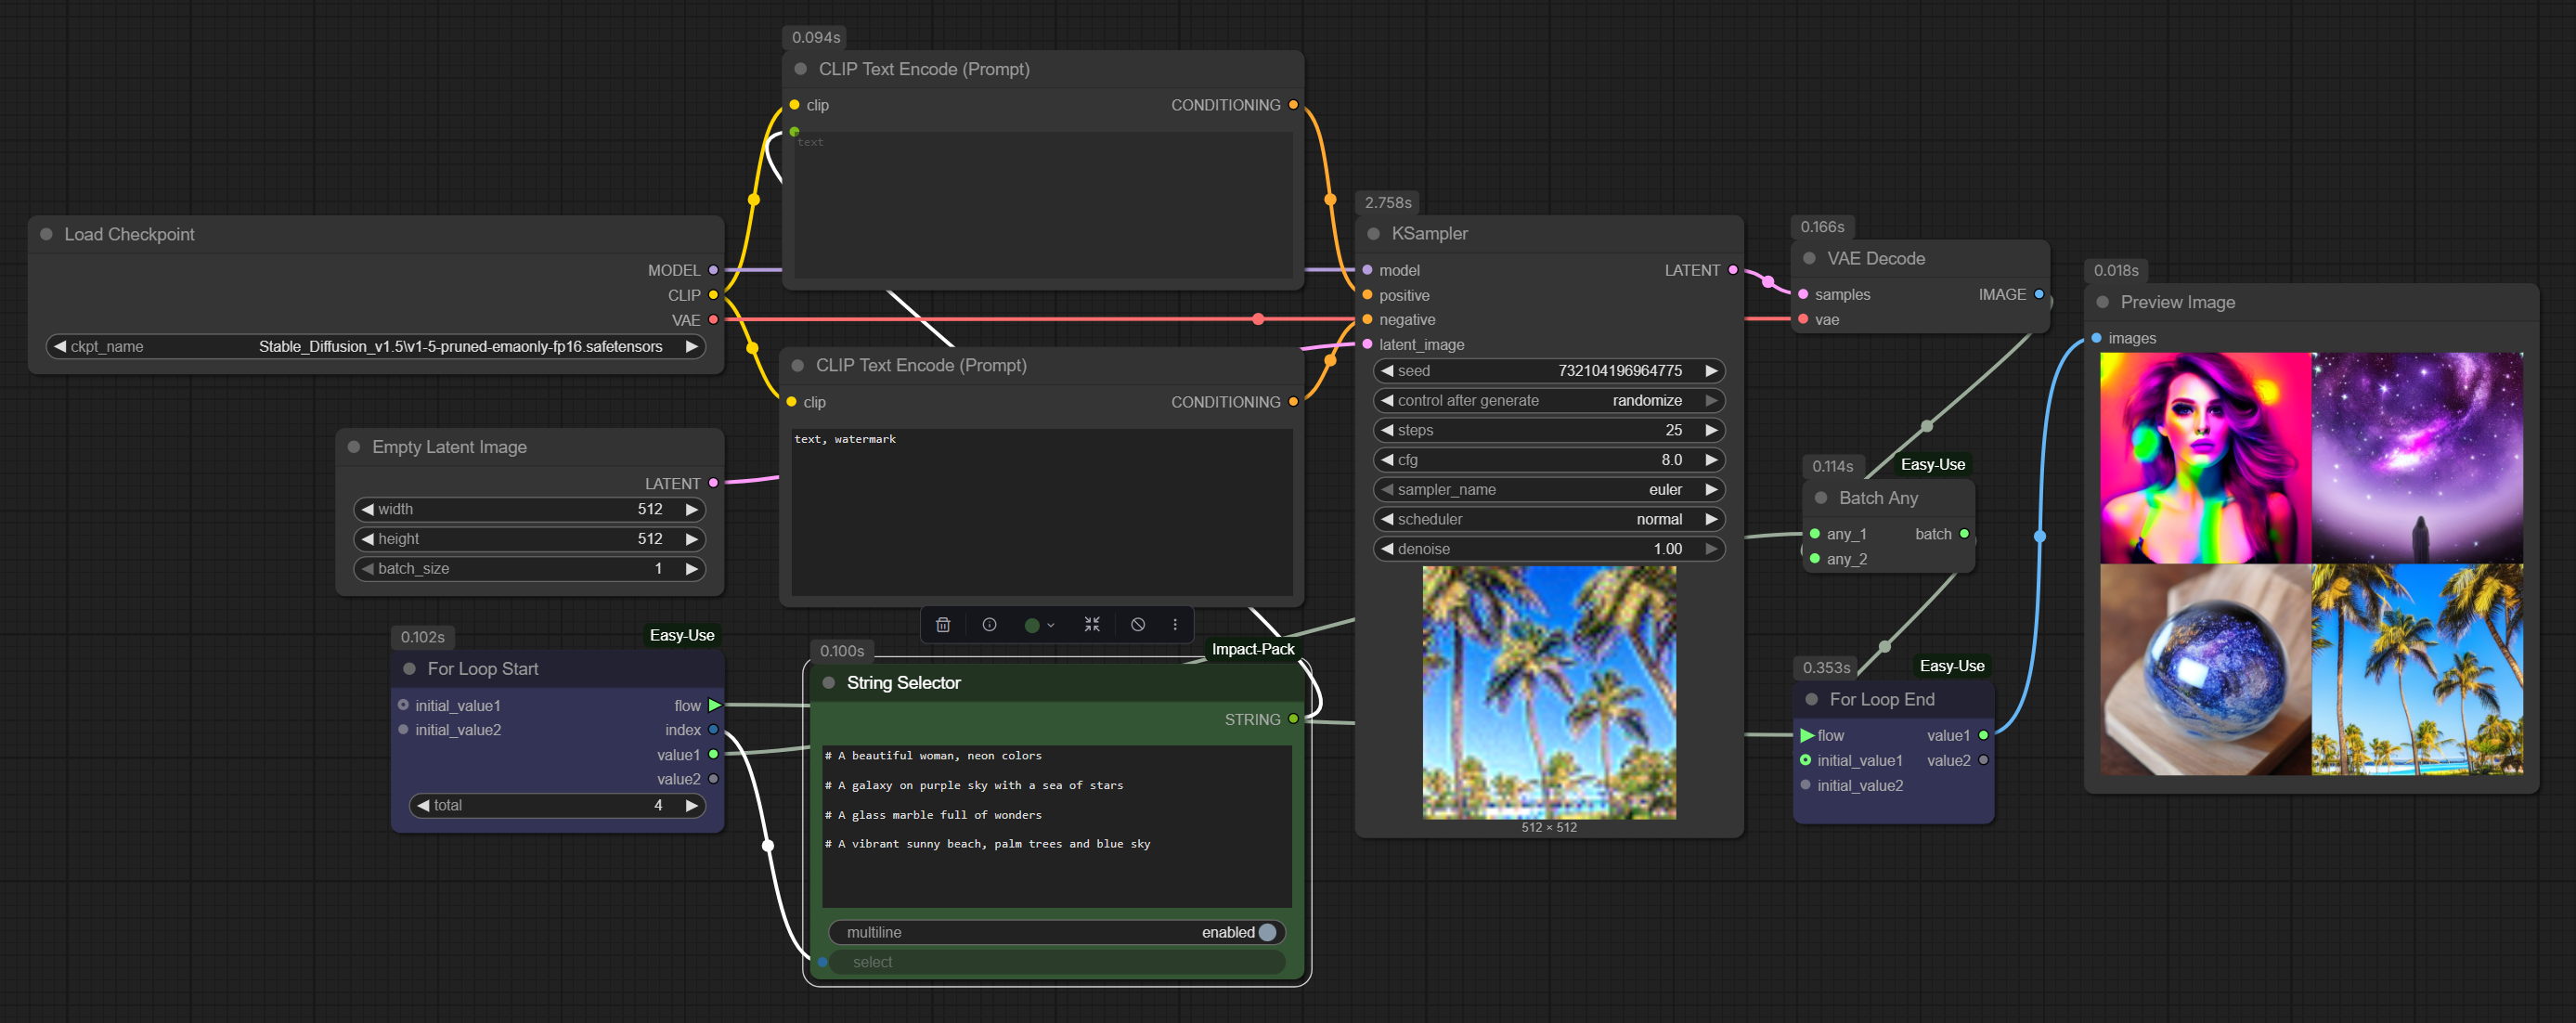 0.094s
CLIP Text Encode (Prompt)
clip
CONDITIONING
text
Load Checkpoint
MODEL
CLIP
VAE
ckpt_name Stable_Diffusion_v1.5\v1-5-pruned-emaonly-fp16.safetensors
CLIP Text Encode (Prompt)
clip
CONDITIONING
text, watermark
Empty Latent Image
LATENT
width 512
height 512
batch_size 1
0.102s
Easy-Use
For Loop Start
initial_value1 flow
initial_value2 index
value1
value2
total 4
0.100s
Impact-Pack
String Selector
STRING
# A beautiful woman, neon colors
# A galaxy on purple sky with a sea of stars
# A glass marble full of wonders
# A vibrant sunny beach, palm trees and blue sky
multiline enabled
select
2.758s
KSampler
model LATENT
positive
negative
latent_image
seed 732104196964775
control after generate randomize
steps 25
cfg 8.0
sampler_name euler
scheduler normal
denoise 1.00
512 × 512
0.166s
VAE Decode
samples IMAGE
vae
0.114s
Easy-Use
Batch Any
any_1 batch
any_2
0.353s
Easy-Use
For Loop End
flow value1
initial_value1 value2
initial_value2
0.018s
Preview Image
images